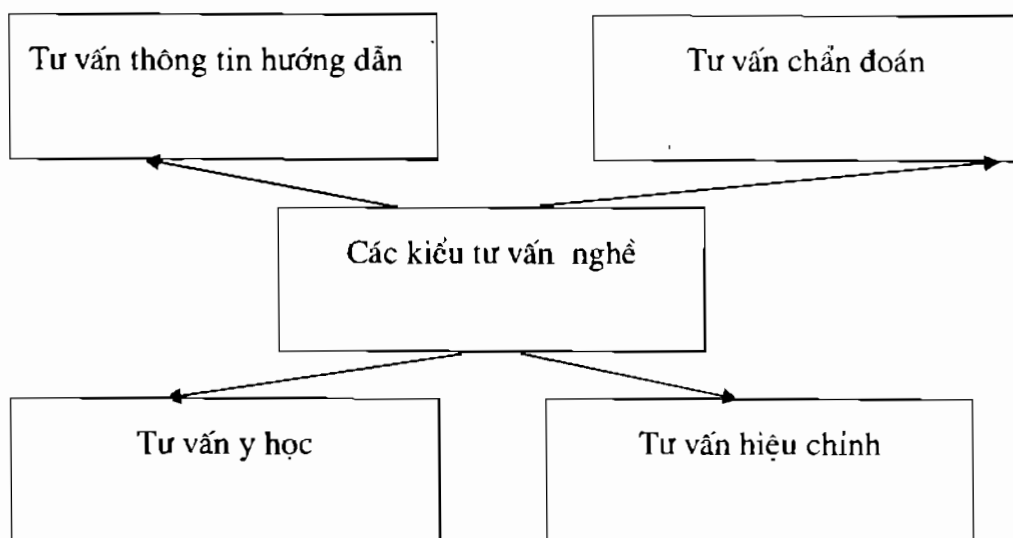 Tư vấn thông tin hướng dẫn
Tư vấn chẩn đoán
Các kiểu tư vấn nghề
Tư vấn y học
Tư vấn hiệu chỉnh